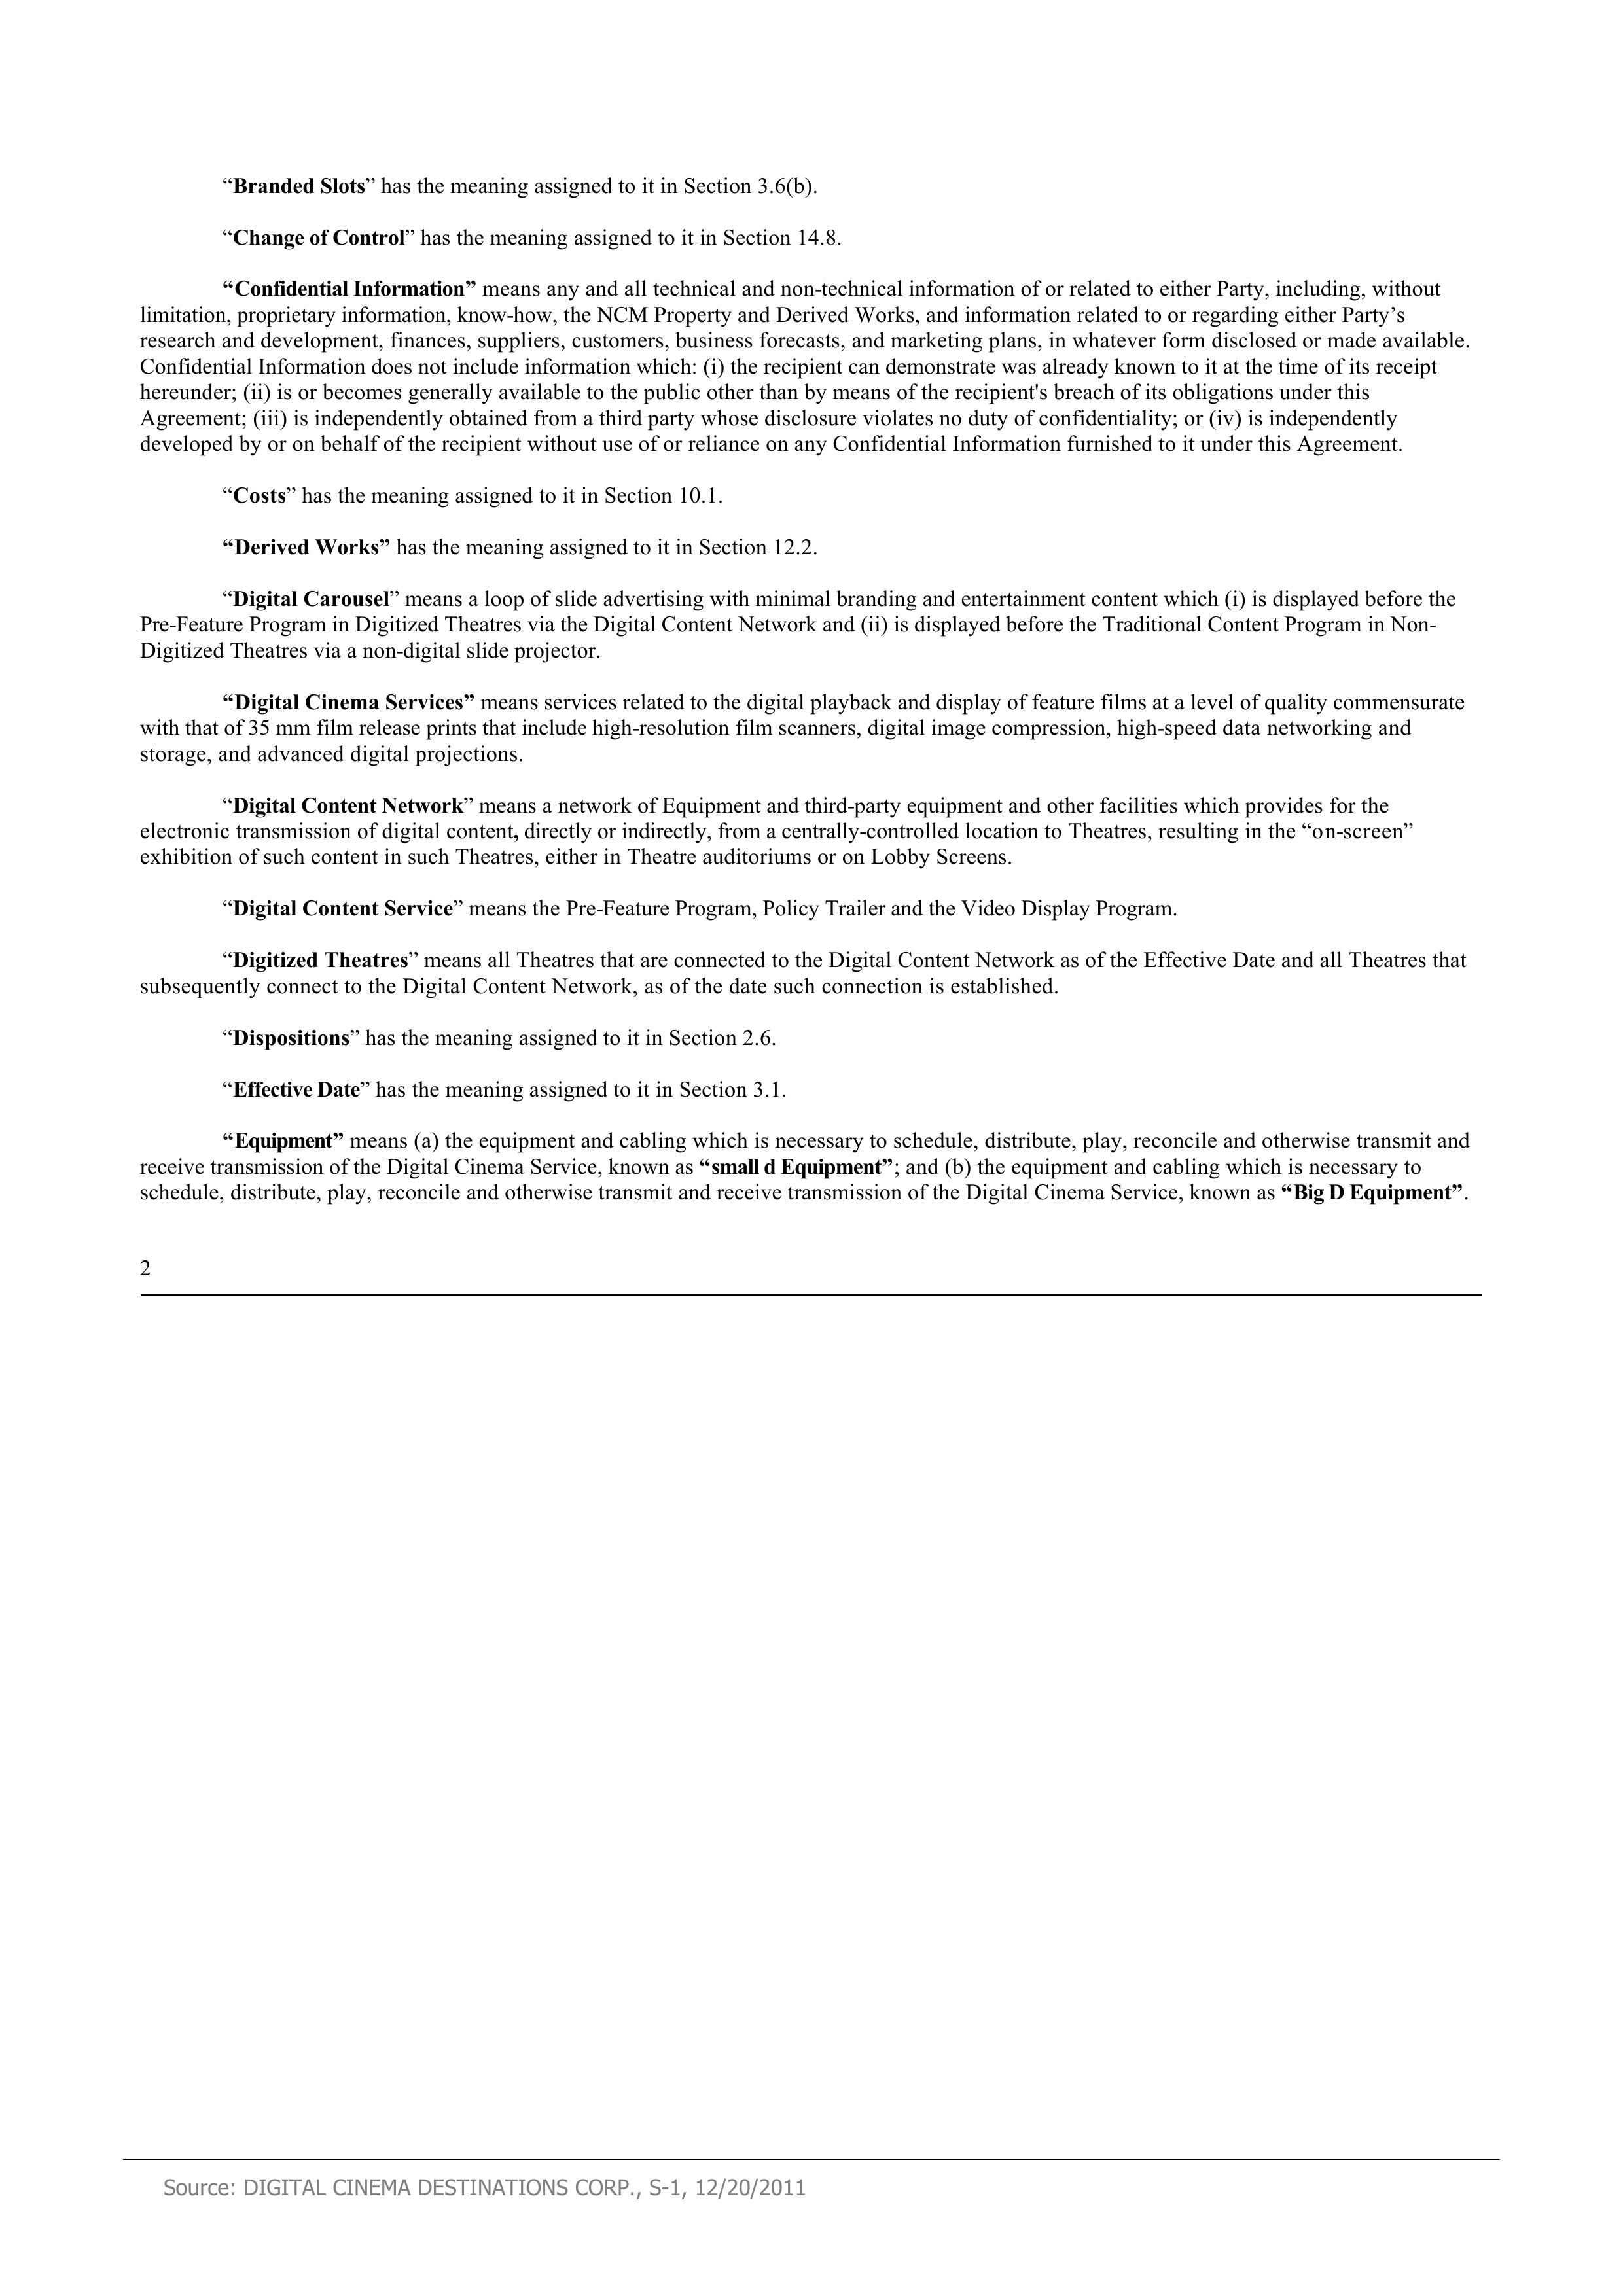 “Branded Slots” has the meaning assigned to it in Section 3.6(b).
“Change of Control” has the meaning assigned to it in Section 14.8.
“Confidential Information” means any and all technical and non-technical information of or related to either Party, including, without
limitation, proprietary information, know-how, the NCM Property and Derived Works, and information related to or regarding either Party’s
research and development, finances, suppliers, customers, business forecasts, and marketing plans, in whatever form disclosed or made available.
Confidential Information does not include information which: (i) the recipient can demonstrate was already known to it at the time of its receipt
hereunder; (ii) is or becomes generally available to the public other than by means of the recipient's breach of its obligations under this
Agreement; (iii) is independently obtained from a third party whose disclosure violates no duty of confidentiality; or (iv) is independently
developed by or on behalf of the recipient without use of or reliance on any Confidential Information furnished to it under this Agreement.
“Costs” has the meaning assigned to it in Section 10.1.
“Derived Works” has the meaning assigned to it in Section 12.2.
“Digital Carousel” means a loop of slide advertising with minimal branding and entertainment content which (i) is displayed before the
Pre-Feature Program in Digitized Theatres via the Digital Content Network and (ii) is displayed before the Traditional Content Program in Non-
Digitized Theatres via a non-digital slide projector.
“Digital Cinema Services” means services related to the digital playback and display of feature films at a level of quality commensurate
with that of 35 mm film release prints that include high-resolution film scanners, digital image compression, high-speed data networking and
storage, and advanced digital projections.
“Digital Content Network” means a network of Equipment and third-party equipment and other facilities which provides for the
electronic transmission of digital content, directly or indirectly, from a centrally-controlled location to Theatres, resulting in the “on-screen”
exhibition of such content in such Theatres, either in Theatre auditoriums or on Lobby Screens.
“Digital Content Service” means the Pre-Feature Program, Policy Trailer and the Video Display Program.
“Digitized Theatres” means all Theatres that are connected to the Digital Content Network as of the Effective Date and all Theatres that
subsequently connect to the Digital Content Network, as of the date such connection is established.
“Dispositions” has the meaning assigned to it in Section 2.6.
“Effective Date” has the meaning assigned to it in Section 3.1.
“Equipment” means (a) the equipment and cabling which is necessary to schedule, distribute, play, reconcile and otherwise transmit and
receive transmission of the Digital Cinema Service, known as “small d Equipment”; and (b) the equipment and cabling which is necessary to
schedule, distribute, play, reconcile and otherwise transmit and receive transmission of the Digital Cinema Service, known as “Big D Equipment”.
2
Source: DIGITAL CINEMA DESTINATIONS CORP., S-1, 12/20/2011